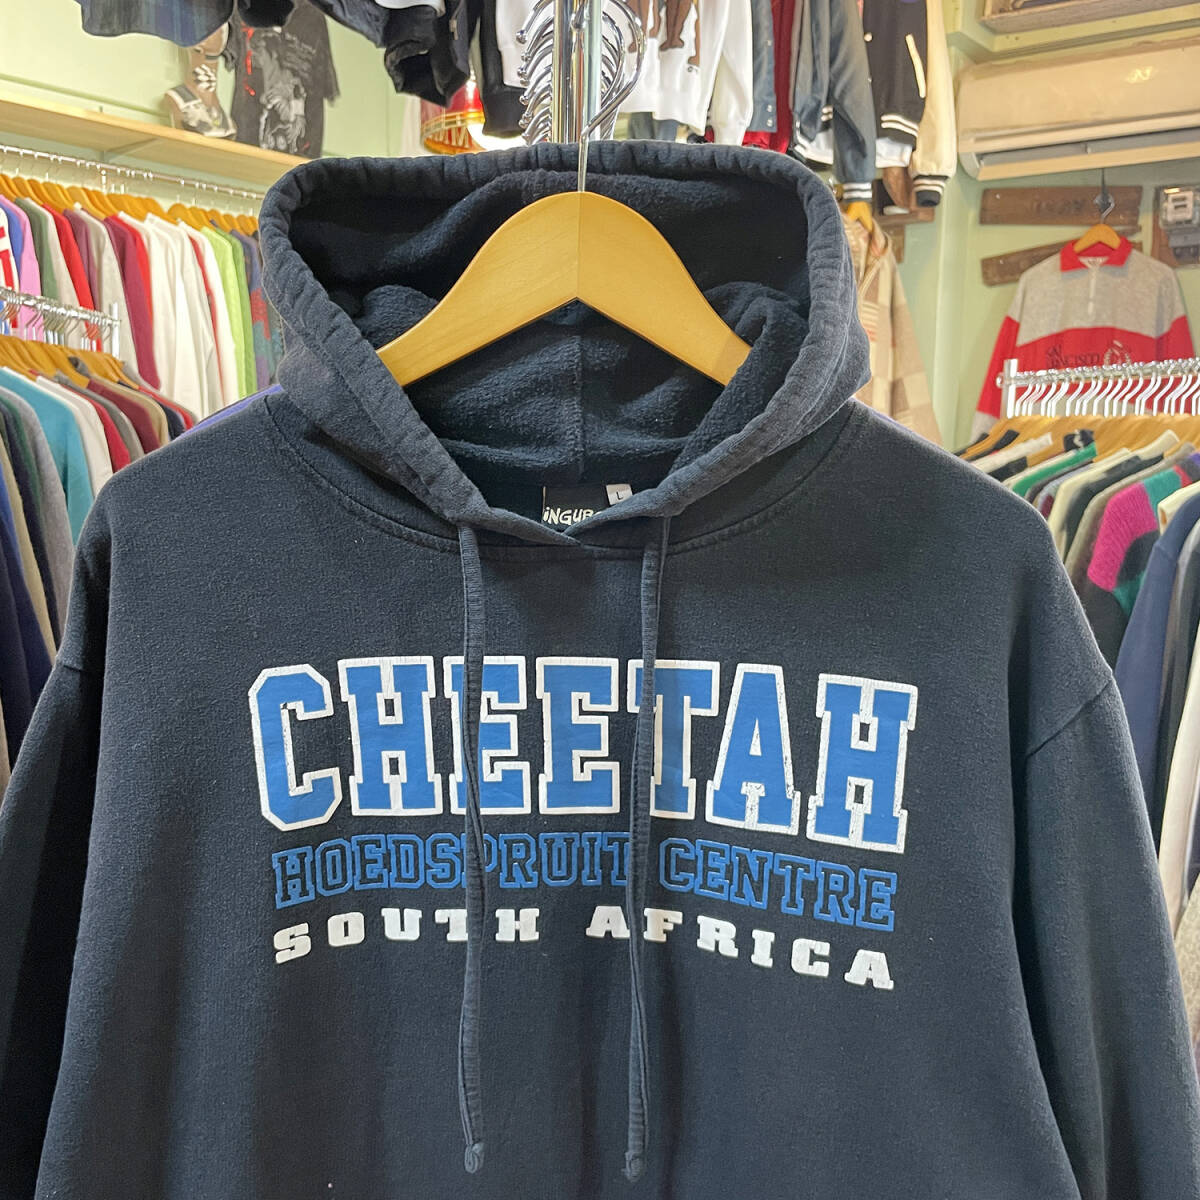 L
CHEETAH
HOEDSPRUIT CENTRE
SOUTH AFRICA